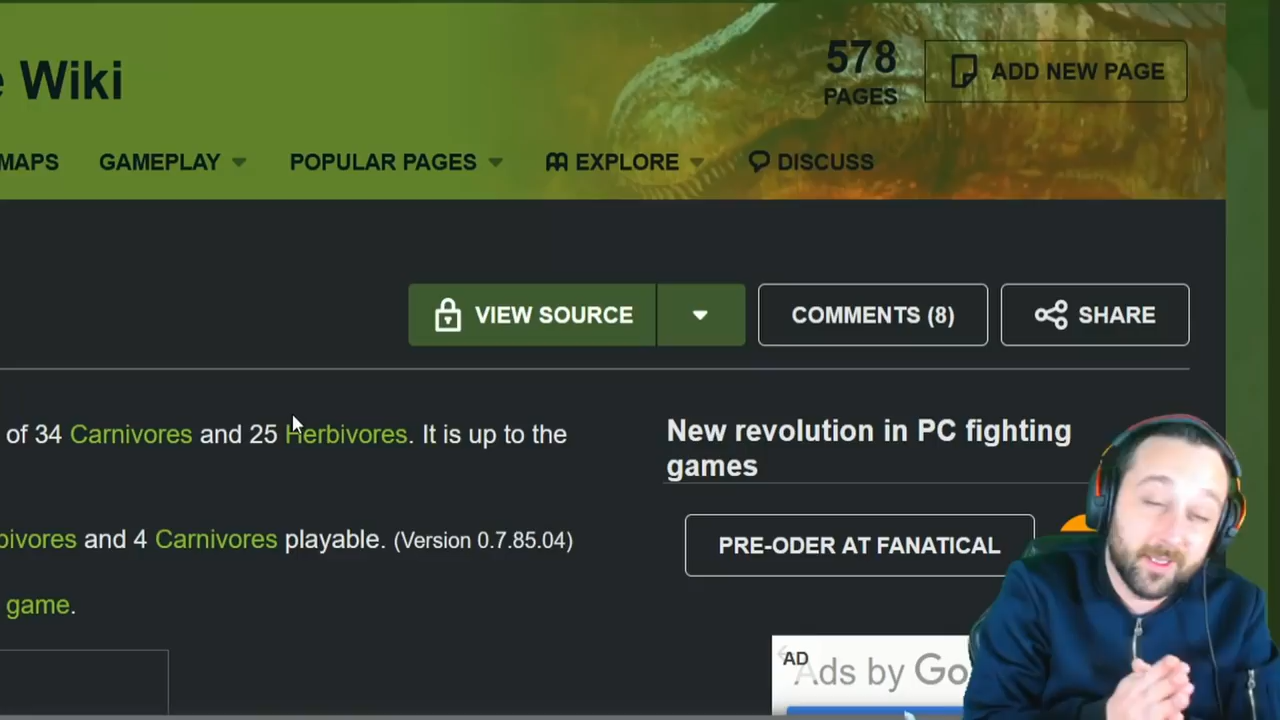 e Wiki
578
PAGES
ADD NEW PAGE
MAPS
GAMEPLAY
POPULAR PAGES
EXPLORE
DISCUSS
VIEW SOURCE
COMMENTS (8)
SHARE
of 34 Carnivores and 25 Herbivores. It is up to the
New revolution in PC fighting
games
bivores and 4 Carnivores playable. (Version 0.7.85.04)
PRE-ODER AT FANATICAL
game.
AD
Ads by Go